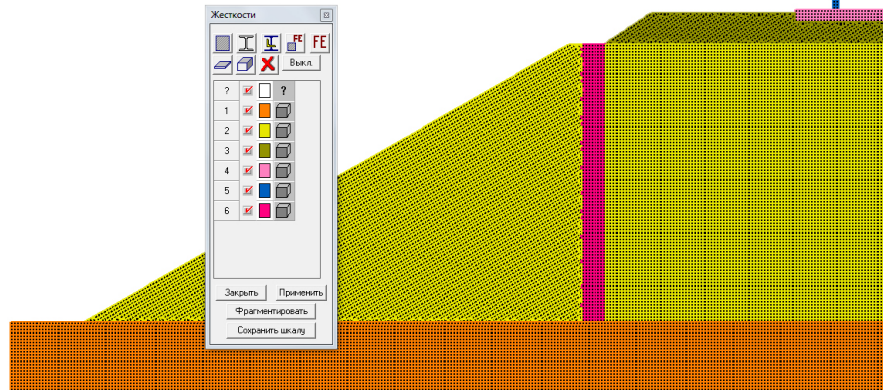 Жесткости
FE FE
Выкл.
? ?
1
2
3
4
5
6
Закрыть Применить
Фрагментировать
Сохранить шкалу